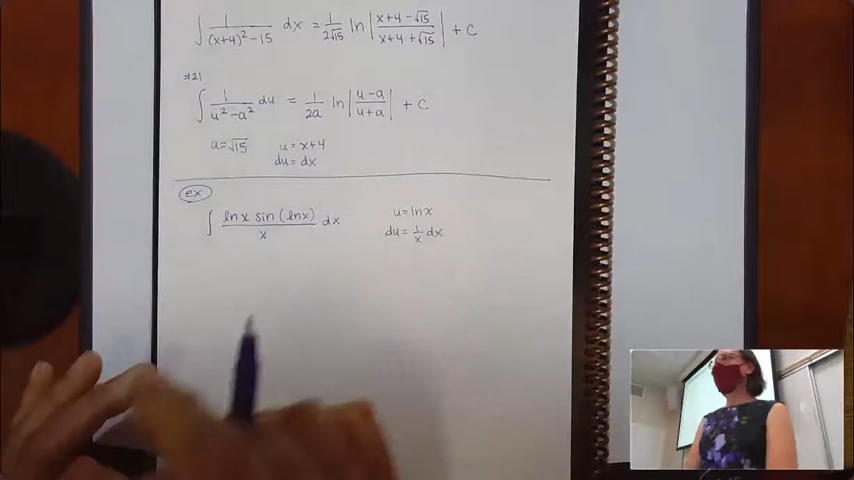 ∫ 1/((x+4)² - 15) dx = 1/(2√15) ln |(x+4-√15)/(x+4+√15)| + C
#21
∫ 1/(u² - a²) du = 1/(2a) ln |(u-a)/(u+a)| + C
a = √15 u = x+4
du = dx
ex
∫ (ln x sin (ln x))/x dx u = ln x
du = 1/x dx